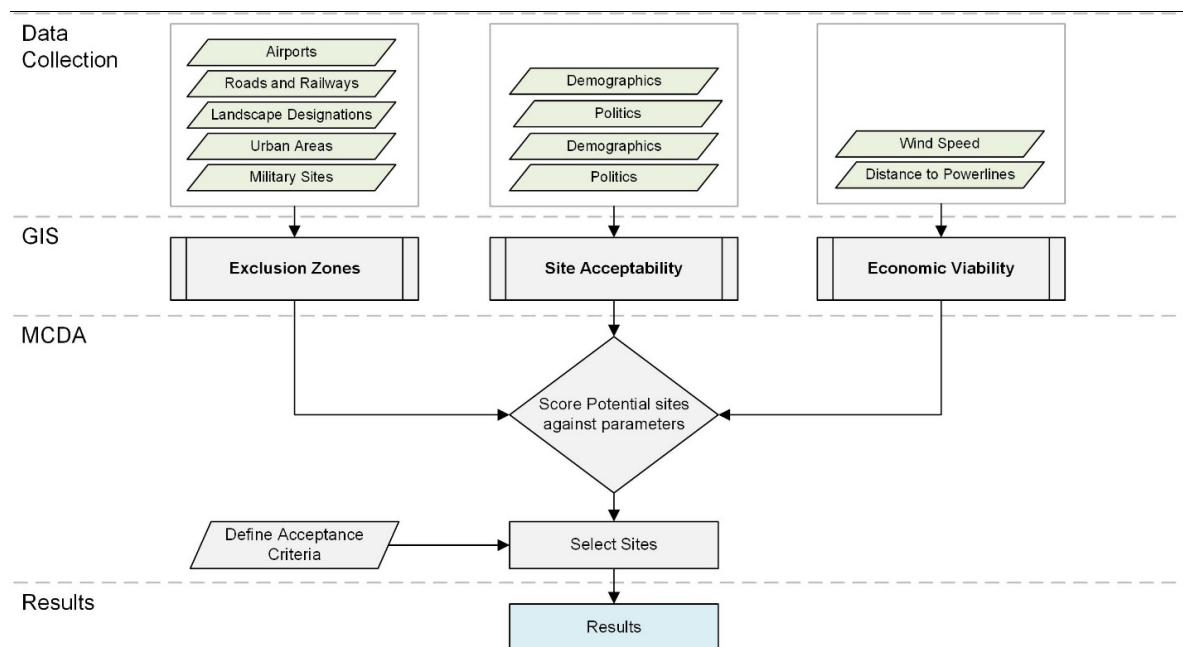 Data
Collection
Airports
Roads and Railways
Landscape Designations
Urban Areas
Military Sites
Demographics
Politics
Demographics
Politics
Wind Speed
Distance to Powerlines
GIS
Exclusion Zones
Site Acceptability
Economic Viability
MCDA
Score Potential sites
against parameters
Define Acceptance
Criteria
Select Sites
Results
Results